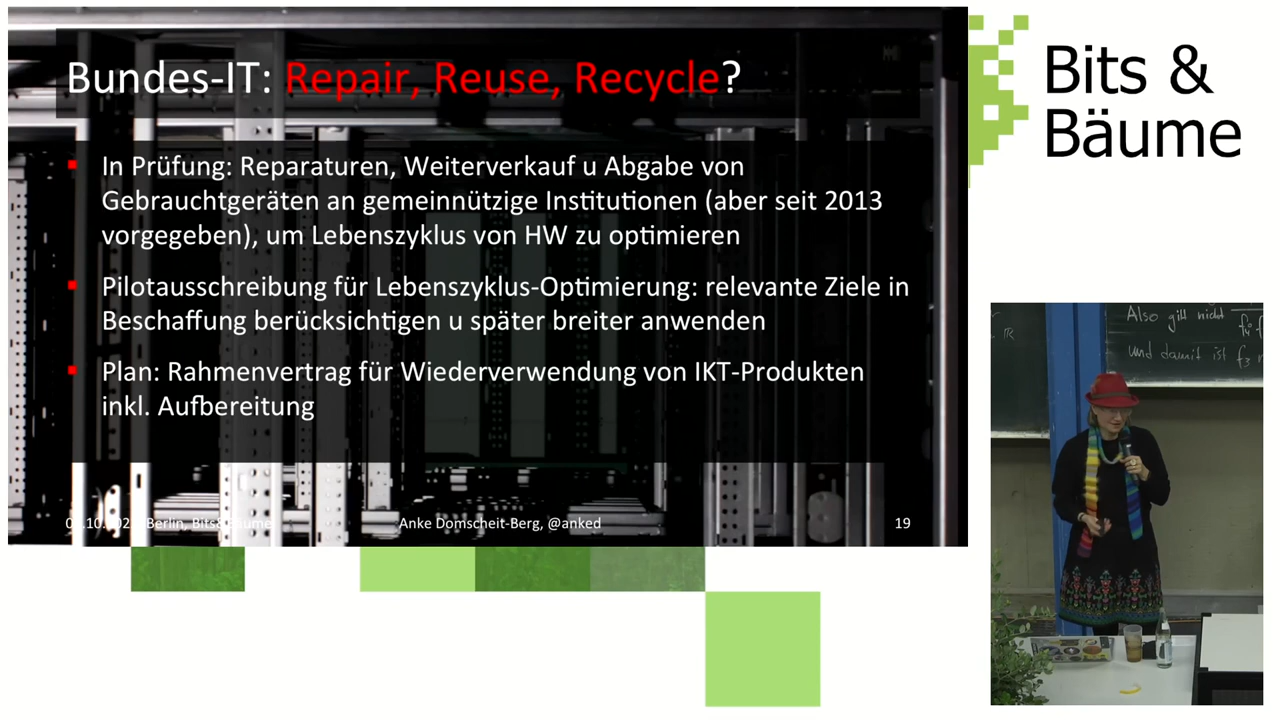 Bundes-IT: Repair, Reuse, Recycle?
In Prüfung: Reparaturen, Weiterverkauf u Abgabe von
Gebrauchtgeräten an gemeinnützige Institutionen (aber seit 2013
vorgegeben), um Lebenszyklus von HW zu optimieren
Pilotausschreibung für Lebenszyklus-Optimierung: relevante Ziele in
Beschaffung berücksichtigen u später breiter anwenden
Plan: Rahmenvertrag für Wiederverwendung von IKT-Produkten
inkl. Aufbereitung
Berlin, Bits&Bäume
Anke Domscheit-Berg, @anked
19
Bits &
Bäume
Also gilt nicht
und damit ist f3